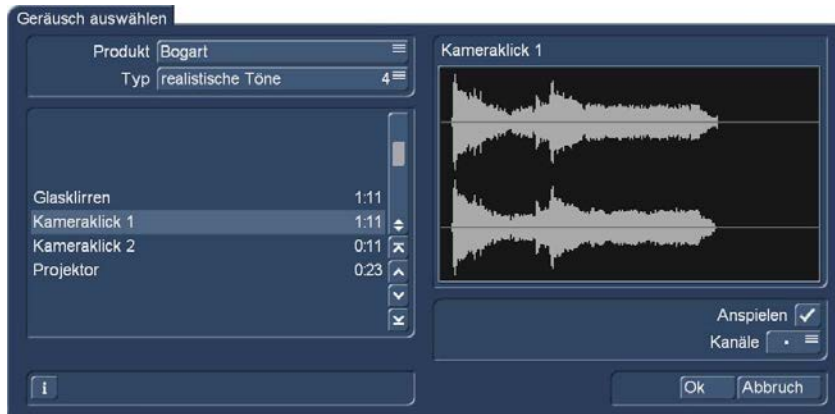 Geräusch auswählen
Produkt Bogart
Typ realistische Töne 4
Glasklirren 1:11
Kameraklick 1 1:11
Kameraklick 2 0:11
Projektor 0:23
Kameraklick 1
Anspielen
Kanäle
i
Ok Abbruch